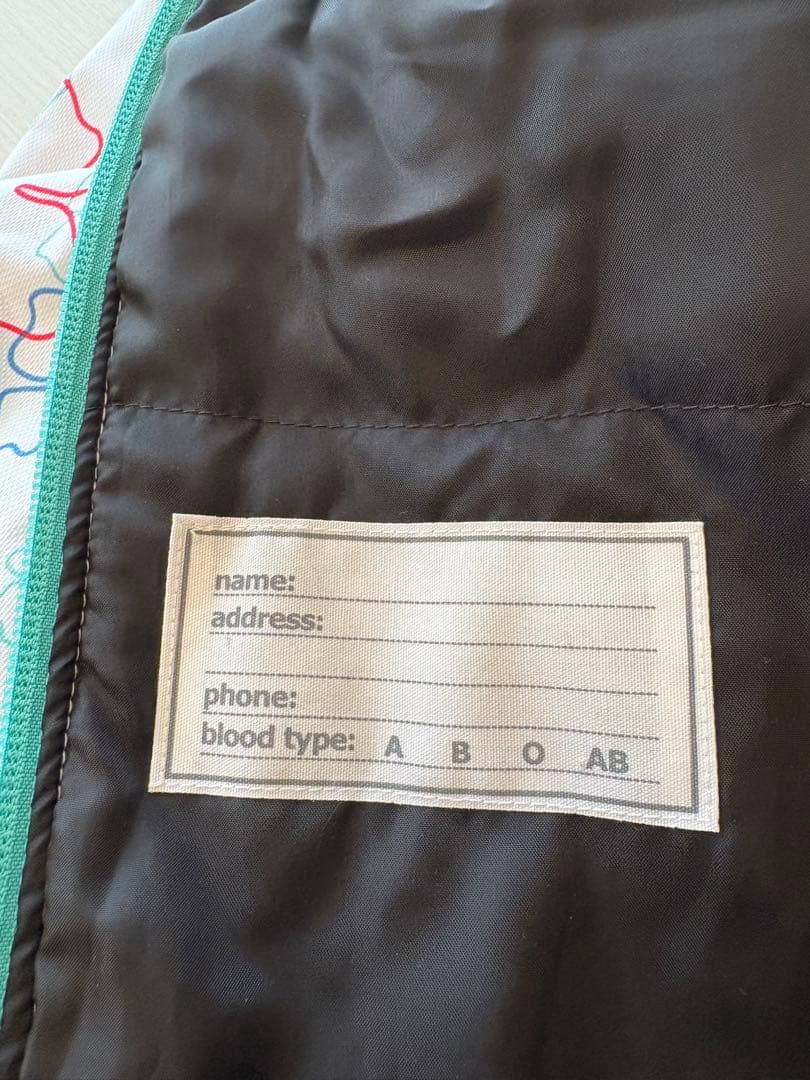 name:
address:
phone:
blood type: A B O AB